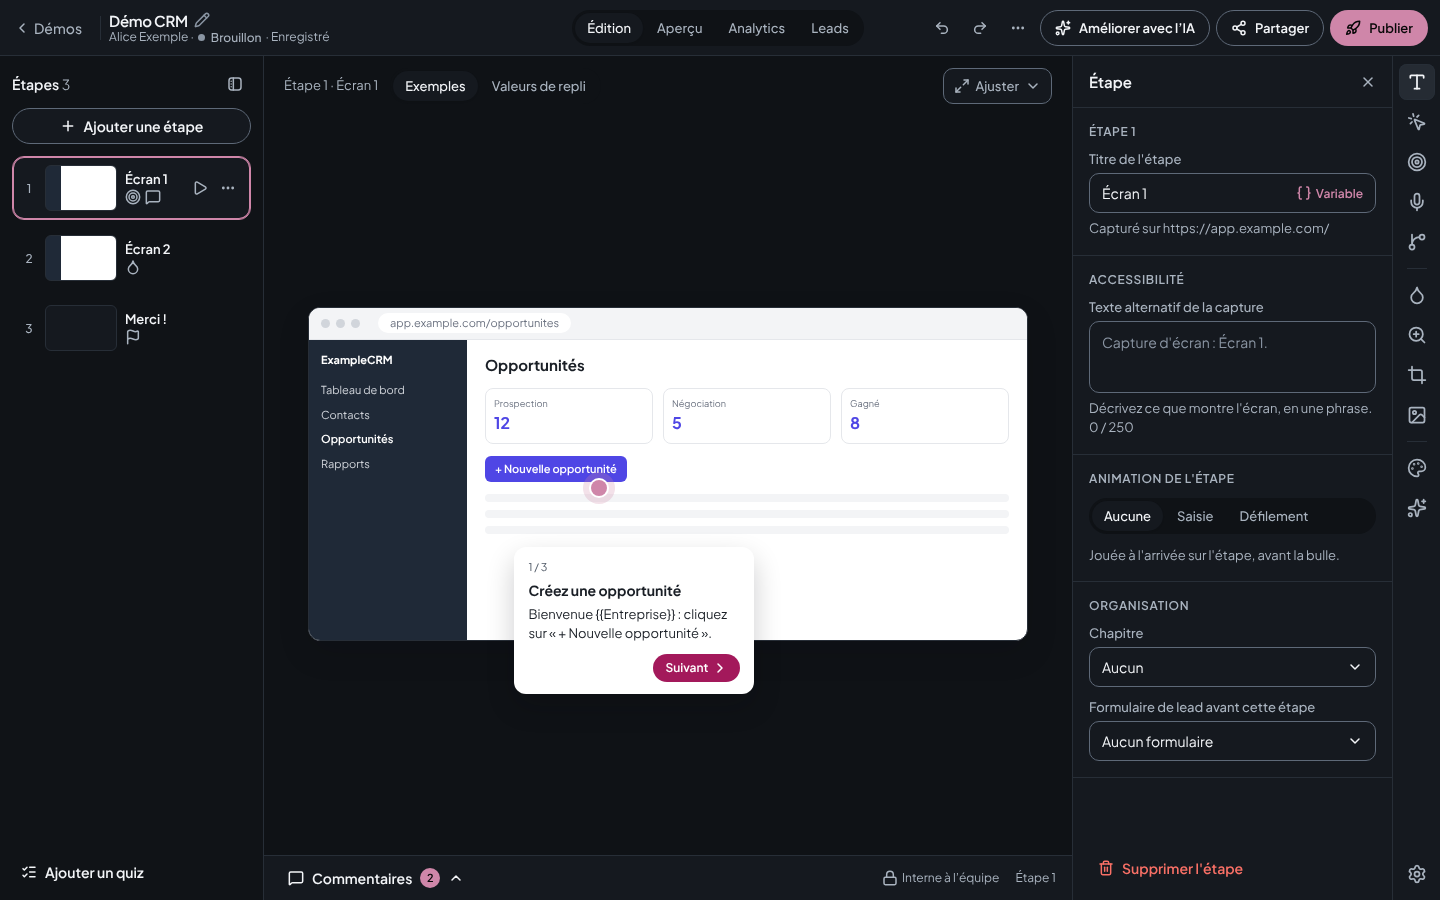 Démos
Démo CRM
Alice Exemple · Brouillon · Enregistré
Édition
Aperçu
Analytics
Leads
Améliorer avec l'IA
Partager
Publier
Étapes 3
Ajouter une étape
1
Écran 1
2
Écran 2
3
Merci !
Ajouter un quiz
Étape 1 · Écran 1
Exemples
Valeurs de repli
Ajuster
app.example.com/opportunites
ExampleCRM
Tableau de bord
Contacts
Opportunités
Rapports
Opportunités
Prospection
12
Négociation
5
Gagné
8
+ Nouvelle opportunité
1 / 3
Créez une opportunité
Bienvenue {{Entreprise}} : cliquez
sur « + Nouvelle opportunité ».
Suivant
Commentaires 2
Interne à l'équipe
Étape 1
Étape
ÉTAPE 1
Titre de l'étape
Écran 1
{ } Variable
Capturé sur https://app.example.com/
ACCESSIBILITÉ
Texte alternatif de la capture
Capture d'écran : Écran 1.
Décrivez ce que montre l'écran, en une phrase.
0 / 250
ANIMATION DE L'ÉTAPE
Aucune
Saisie
Défilement
Jouée à l'arrivée sur l'étape, avant la bulle.
ORGANISATION
Chapitre
Aucun
Formulaire de lead avant cette étape
Aucun formulaire
Supprimer l'étape